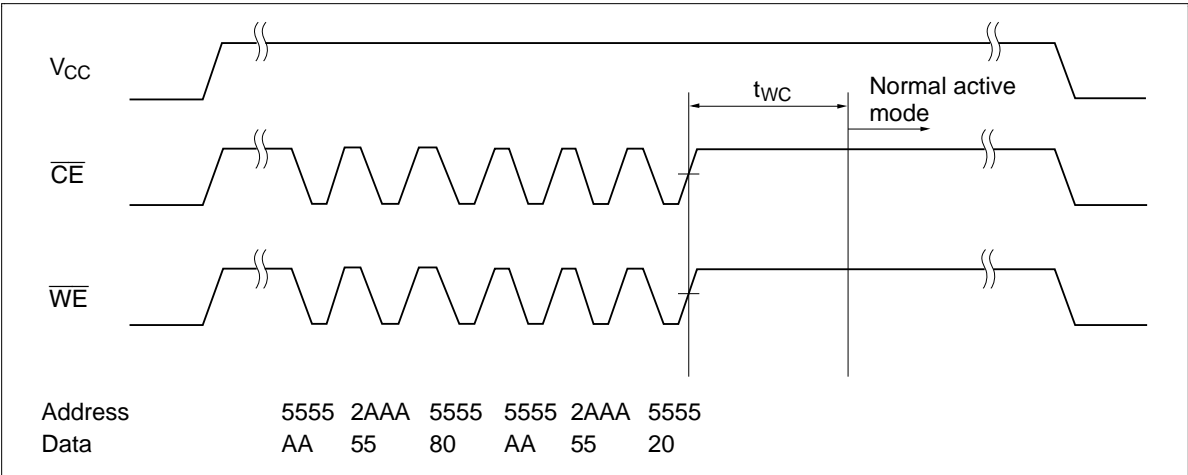 VCC
tWC
Normal active
mode
CE
WE
Address 5555 2AAA 5555 5555 2AAA 5555
Data AA 55 80 AA 55 20